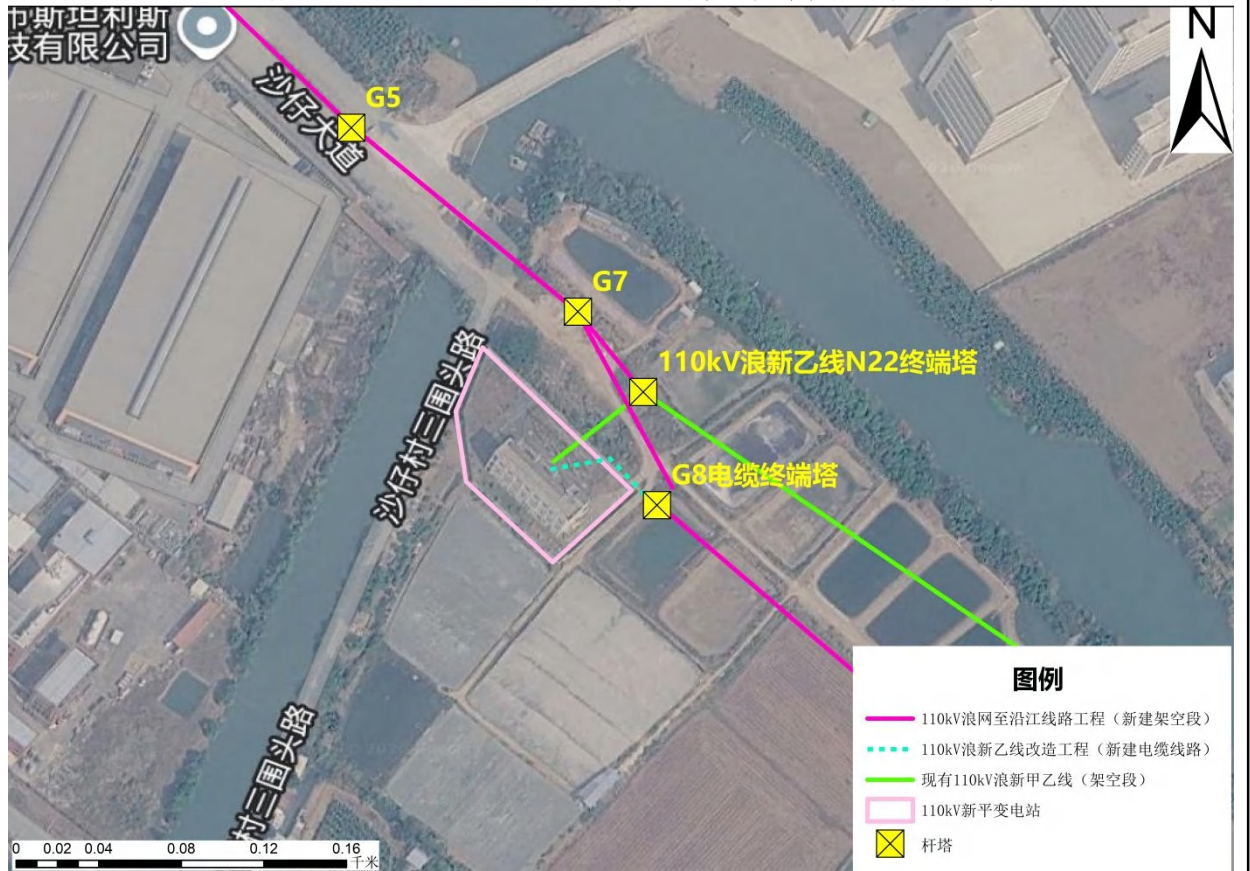 市斯坦利斯
技有限公司
N
沙仔大道
G5
G7
沙仔村三围头路
110kV浪新乙线N22终端塔
G8电缆终端塔
村三围头路
图例
110kV浪网至沿江线路工程（新建架空段）
110kV浪新乙线改造工程（新建电缆线路）
现有110kV浪新甲乙线（架空段）
110kV新平变电站
杆塔
0 0.02 0.04 0.08 0.12 0.16
千米